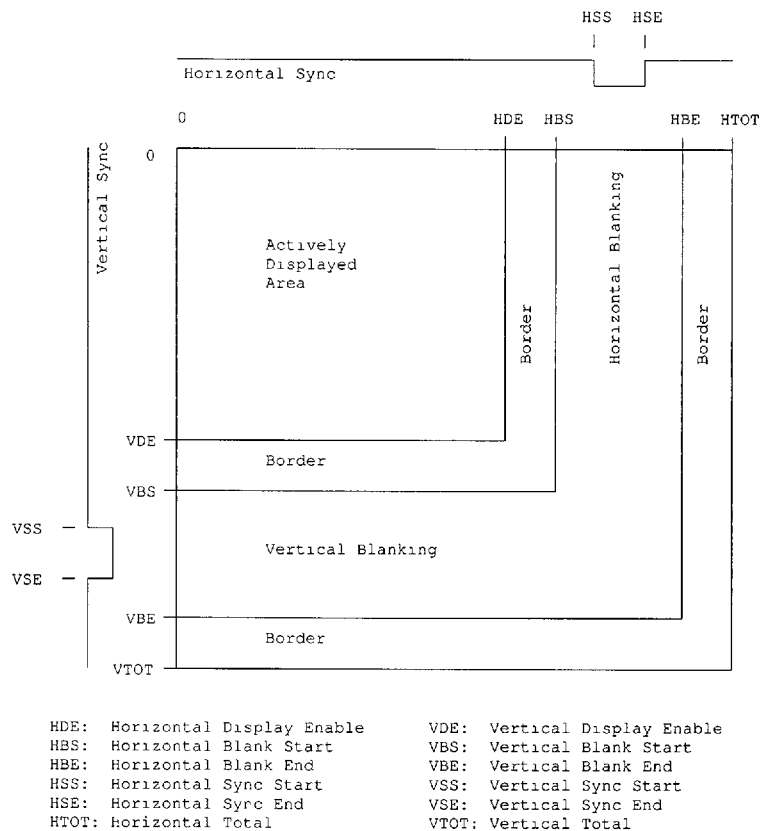 HSS HSE
Horizontal Sync
0 HDE HBS HBE HTOT
0
Vertical Sync
Horizontal Blanking
Actively
Displayed
Area
Border
Border
VDE
Border
VBS
VSS
Vertical Blanking
VSE
VBE
Border
VTOT
HDE: Horizontal Display Enable VDE: Vertical Display Enable
HBS: Horizontal Blank Start VBS: Vertical Blank Start
HBE: Horizontal Blank End VBE: Vertical Blank End
HSS: Horizontal Sync Start VSS: Vertical Sync Start
HSE: Horizontal Sync End VSE: Vertical Sync End
HTOT: Horizontal Total VTOT: Vertical Total